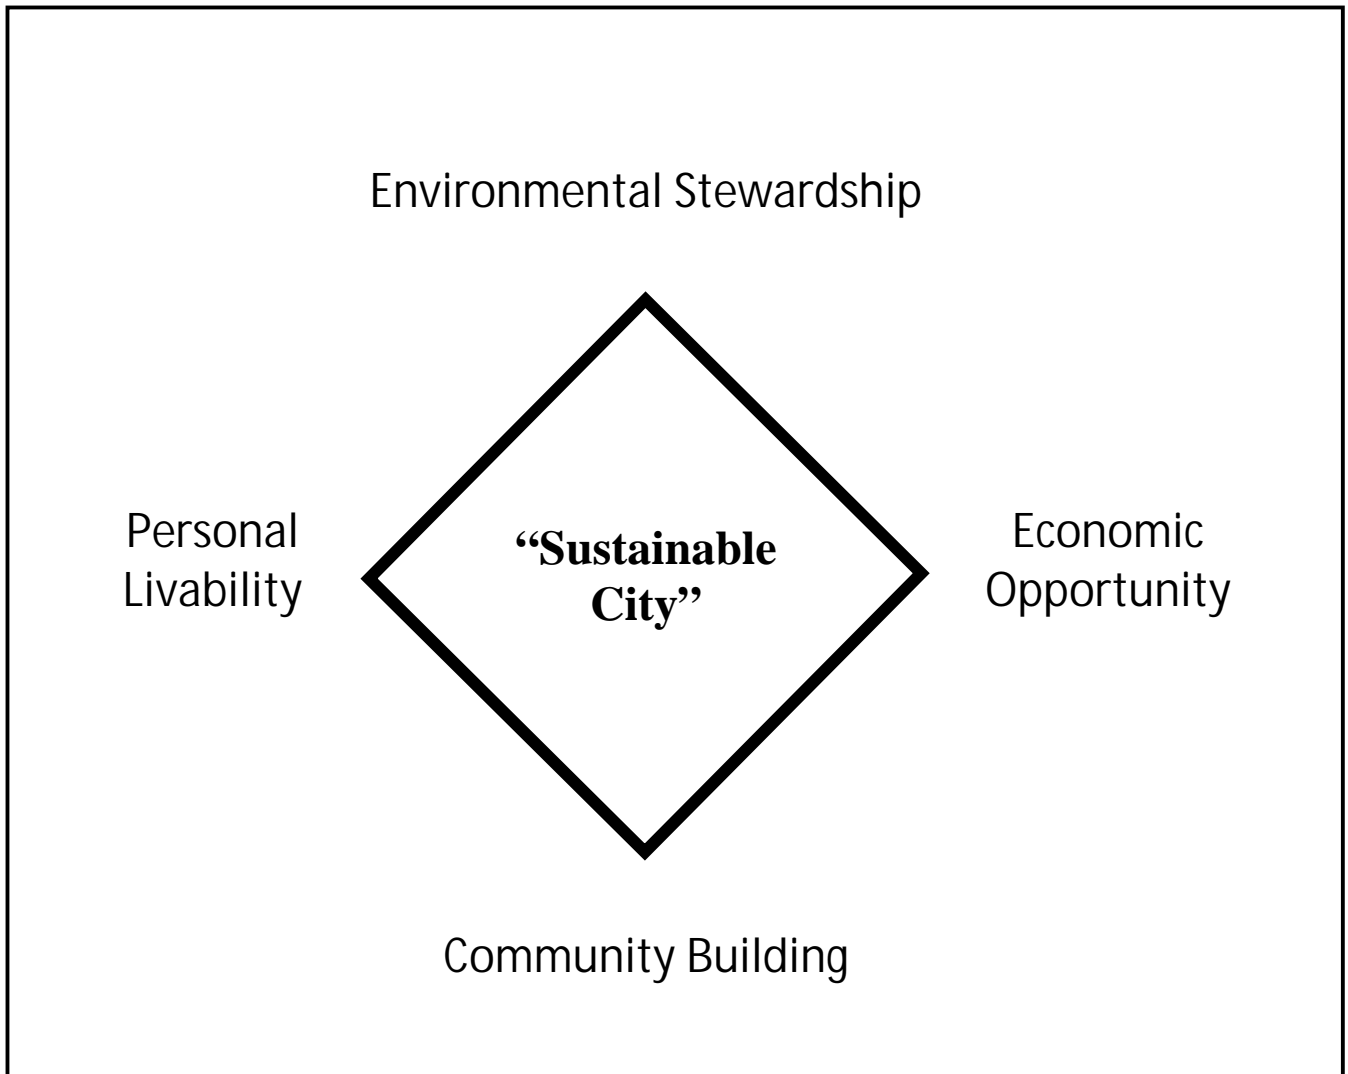 Environmental Stewardship
Personal
Livability
“Sustainable
City”
Economic
Opportunity
Community Building